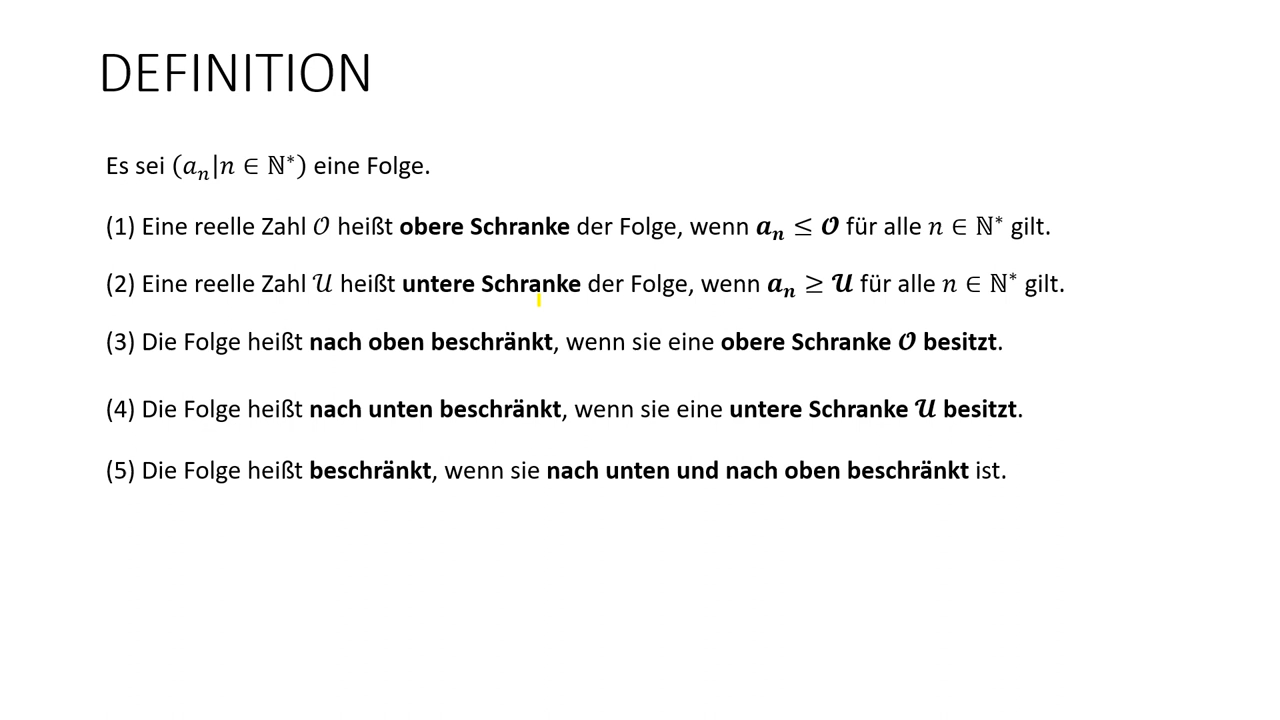 DEFINITION
Es sei (aₙ|n ∈ ℕ*) eine Folge.
(1) Eine reelle Zahl 𝒪 heißt obere Schranke der Folge, wenn aₙ ≤ 𝒪 für alle n ∈ ℕ* gilt.
(2) Eine reelle Zahl 𝒰 heißt untere Schranke der Folge, wenn aₙ ≥ 𝒰 für alle n ∈ ℕ* gilt.
(3) Die Folge heißt nach oben beschränkt, wenn sie eine obere Schranke 𝒪 besitzt.
(4) Die Folge heißt nach unten beschränkt, wenn sie eine untere Schranke 𝒰 besitzt.
(5) Die Folge heißt beschränkt, wenn sie nach unten und nach oben beschränkt ist.